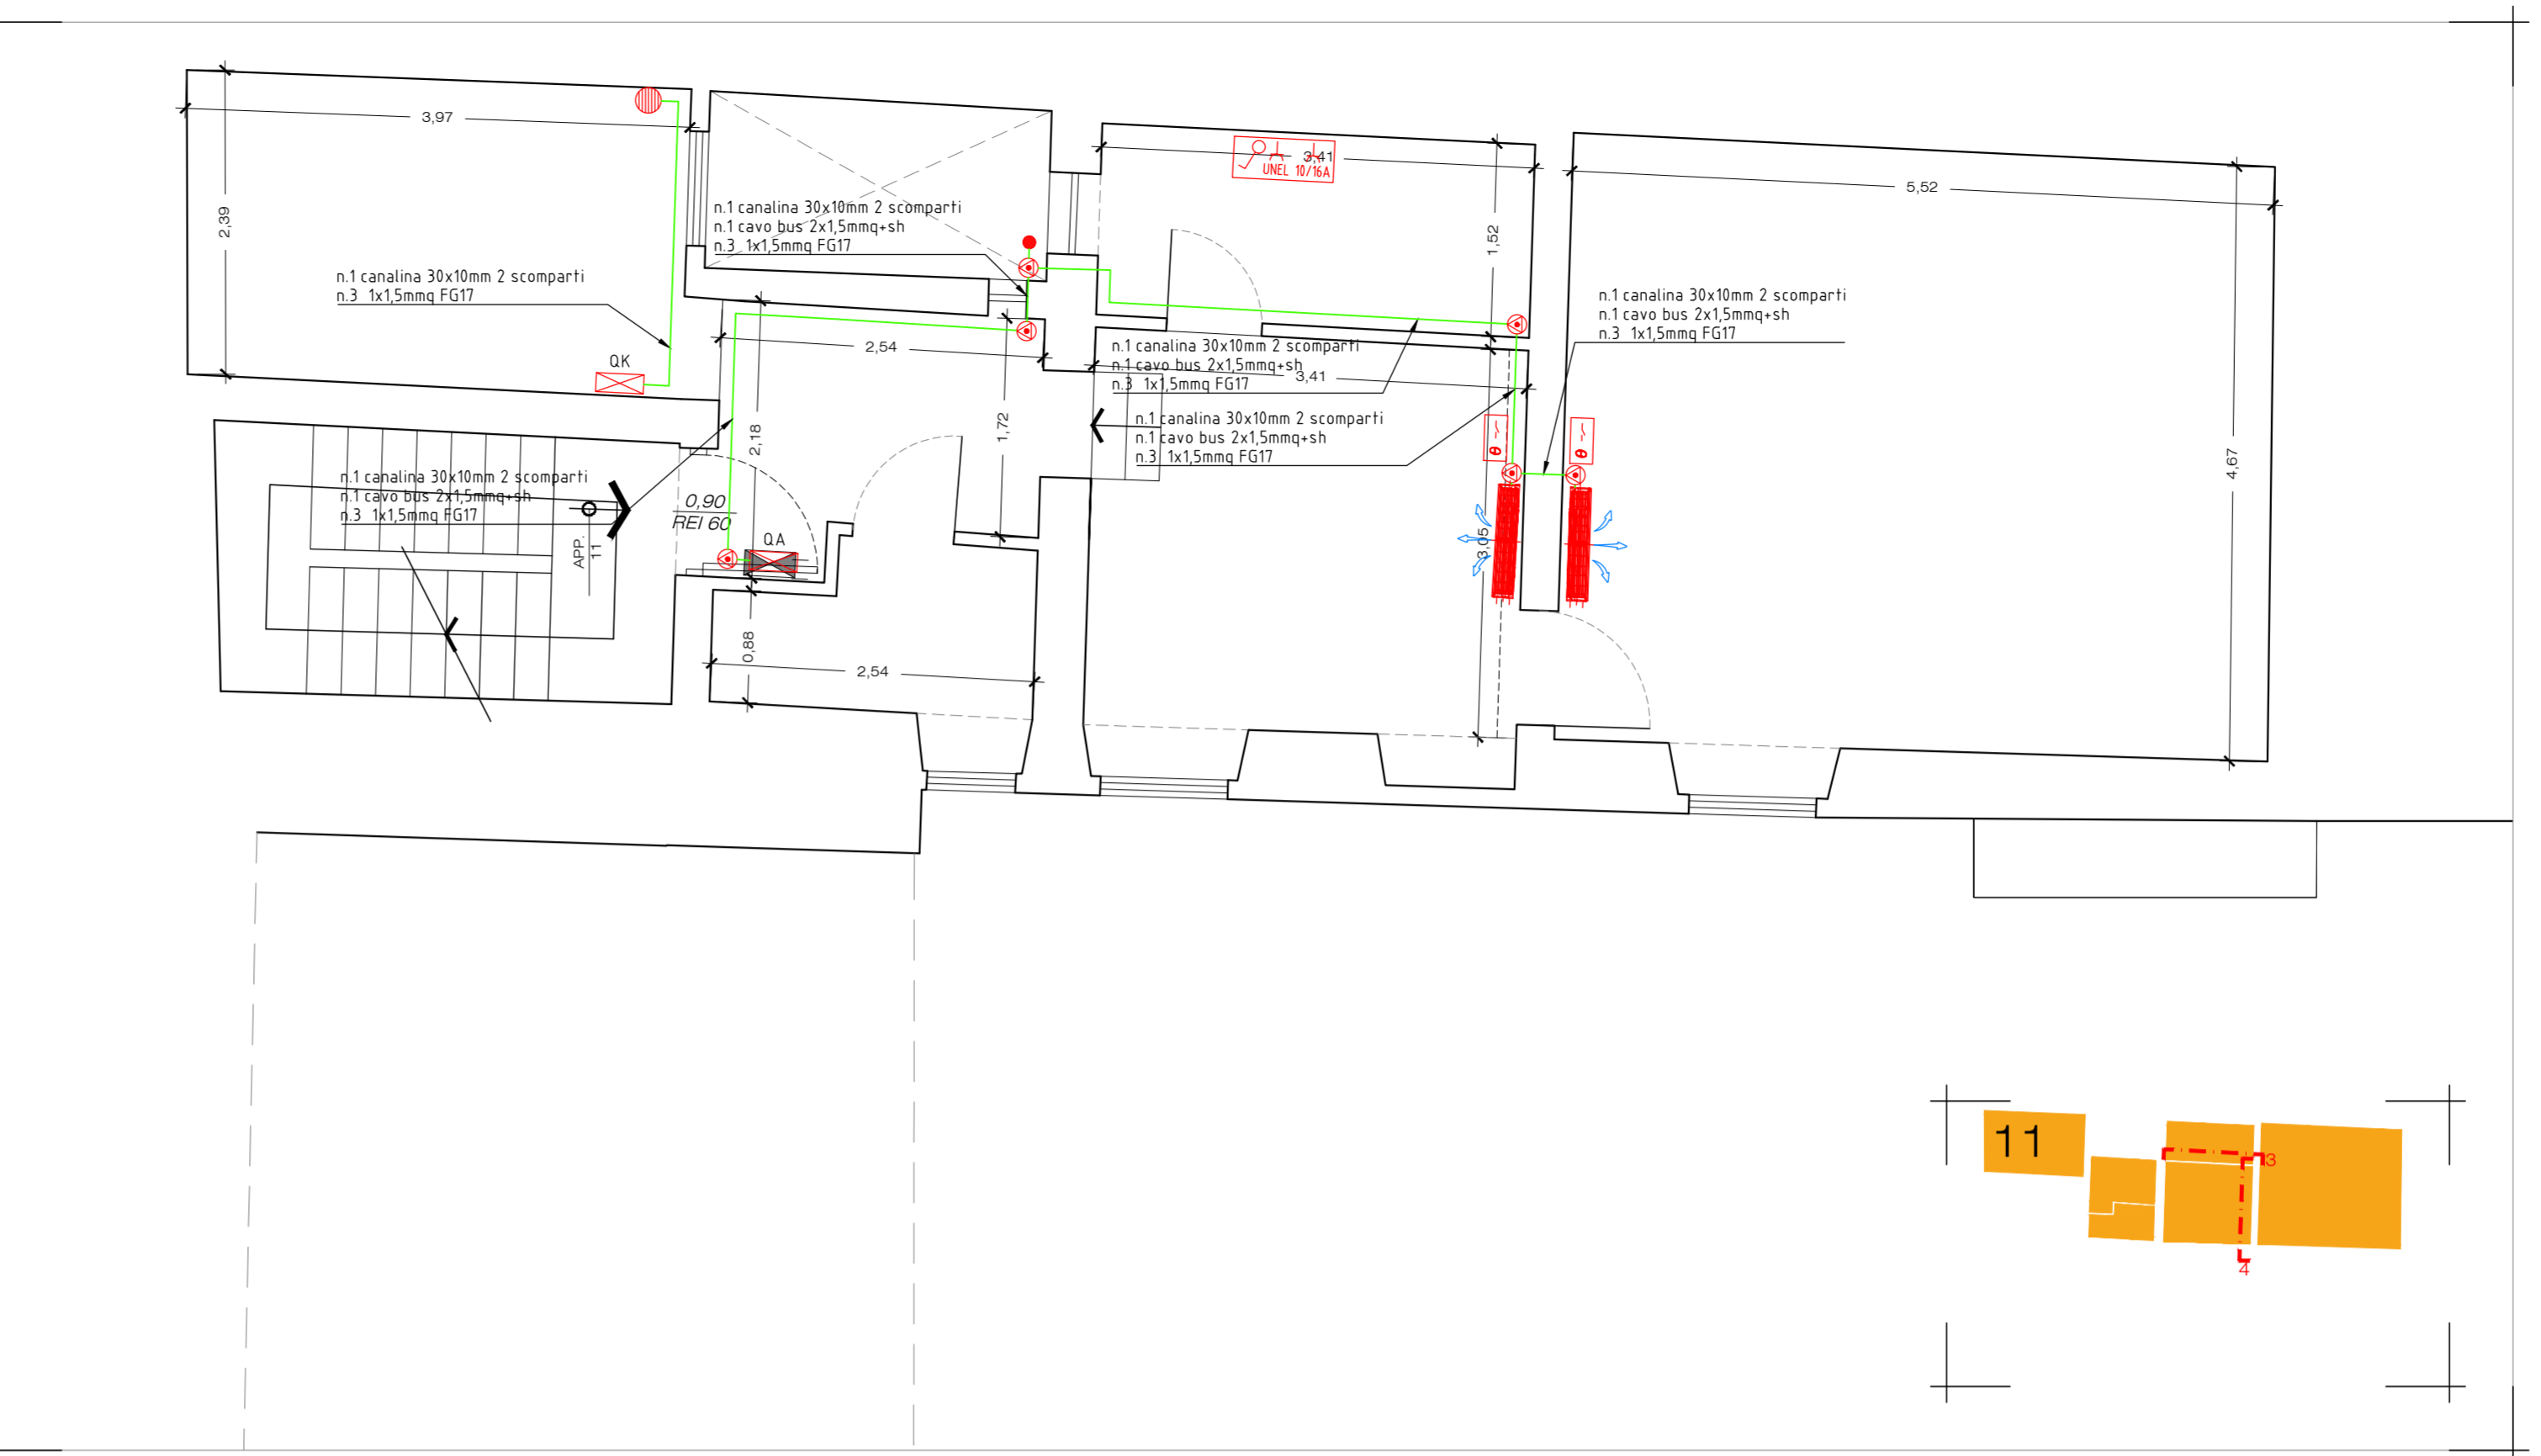 3,97
2,39
n.1 canalina 30x10mm 2 scomparti
n.3 1x1,5mmq FG17
QK
n.1 canalina 30x10mm 2 scomparti
n.1 cavo bus 2x1,5mmq+sh
n.3 1x1,5mmq FG17
3,41
UNEL 10/16A
1,52
5,52
n.1 canalina 30x10mm 2 scomparti
n.1 cavo bus 2x1,5mmq+sh
n.3 1x1,5mmq FG17
2,54
n.1 canalina 30x10mm 2 scomparti
n.1 cavo bus 2x1,5mmq+sh
3,41
n.3 1x1,5mmq FG17
n.1 canalina 30x10mm 2 scomparti
n.1 cavo bus 2x1,5mmq+sh
n.3 1x1,5mmq FG17
2,18
1,72
4,67
θ
θ
n.1 canalina 30x10mm 2 scomparti
n.1 cavo bus 2x1,5mmq+sh
n.3 1x1,5mmq FG17
0,90
REI 60
APP.
11
QA
3,05
0,88
2,54
11
3
4